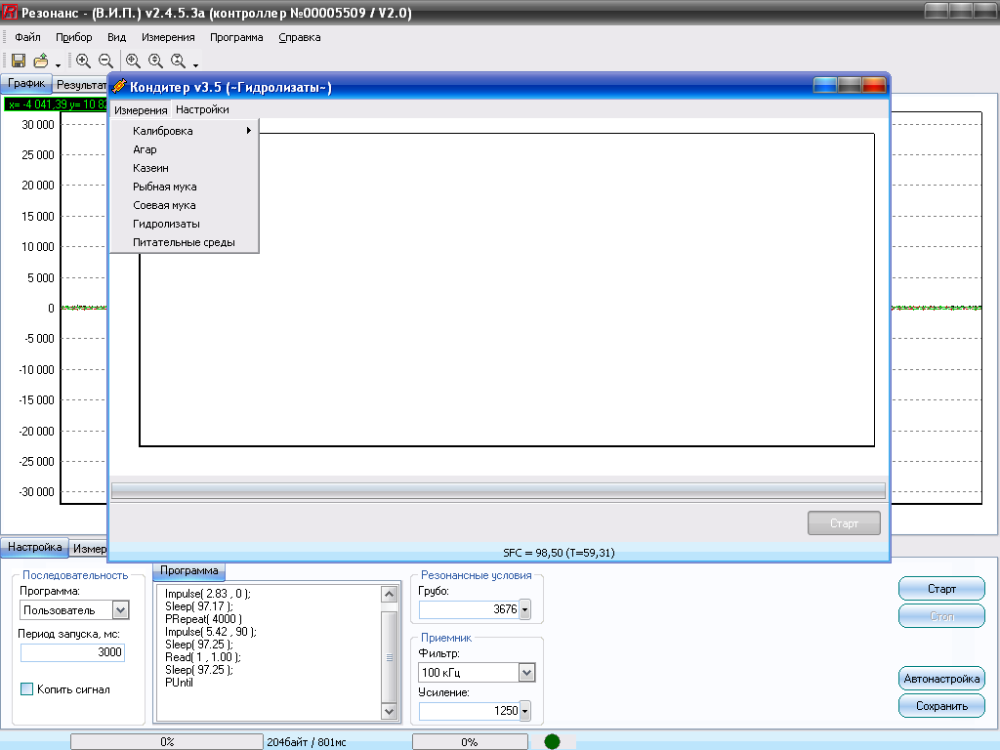 Резонанс - (В.И.П.) v2.4.5.3a (контроллер №00005509 / V2.0)
Файл Прибор Вид Измерения Программа Справка
График Результат
x= -4 041,39 y= 10 82
Кондитер v3.5 (~Гидролизаты~)
Измерения Настройки
Калибровка
Агар
Казеин
Рыбная мука
Соевая мука
Гидролизаты
Питательные среды
30 000
25 000
20 000
15 000
10 000
5 000
0
-5 000
-10 000
-15 000
-20 000
-25 000
-30 000
Старт
SFC = 98,50 (T=59,31)
Настройка Измер
Последовательность
Программа:
Пользователь
Период запуска, мс:
3000
Копить сигнал
Программа
Impulse( 2.83 , 0 );
Sleep( 97.17 );
PRepeat( 4000 )
Impulse( 5.42 , 90 );
Sleep( 97.25 );
Read( 1 , 1.00 );
Sleep( 97.25 );
PUntil
Резонансные условия
Грубо:
3676
Приемник
Фильтр:
100 кГц
Усиление:
1250
Старт
Стоп
Автонастройка
Сохранить
0% 204байт / 801мс 0%